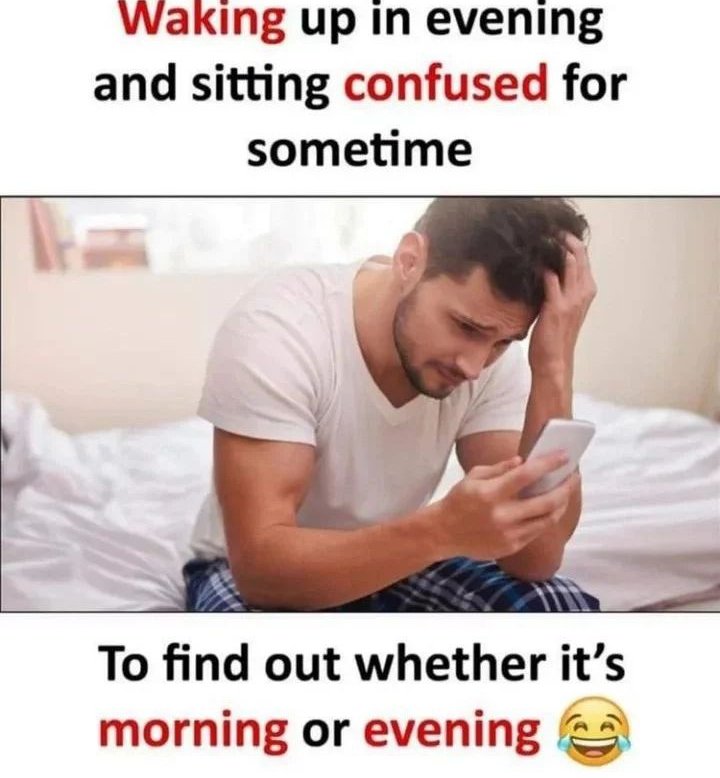 Waking up in evening
and sitting confused for
sometime
To find out whether it’s
morning or evening 😂